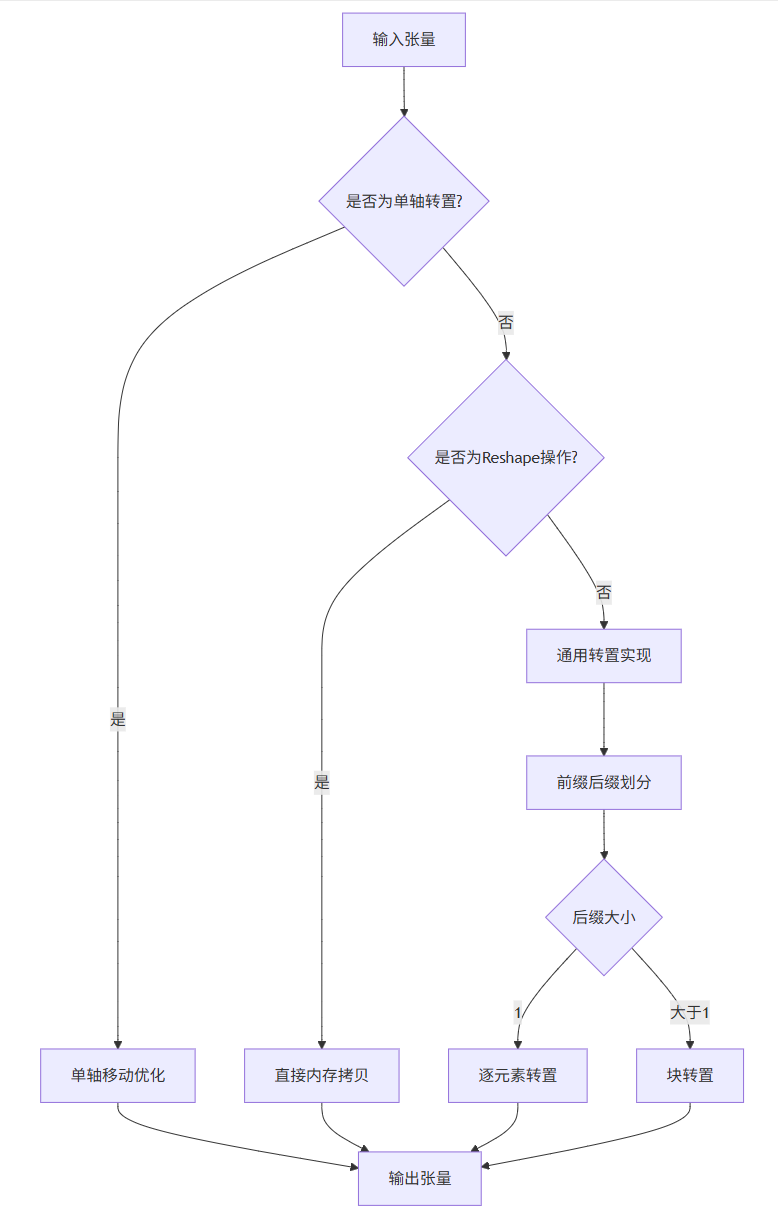 输入张量
是否为单轴转置?
否
是否为Reshape操作?
否
通用转置实现
是
前缀后缀划分
是
后缀大小
1
大于1
单轴移动优化
直接内存拷贝
逐元素转置
块转置
输出张量